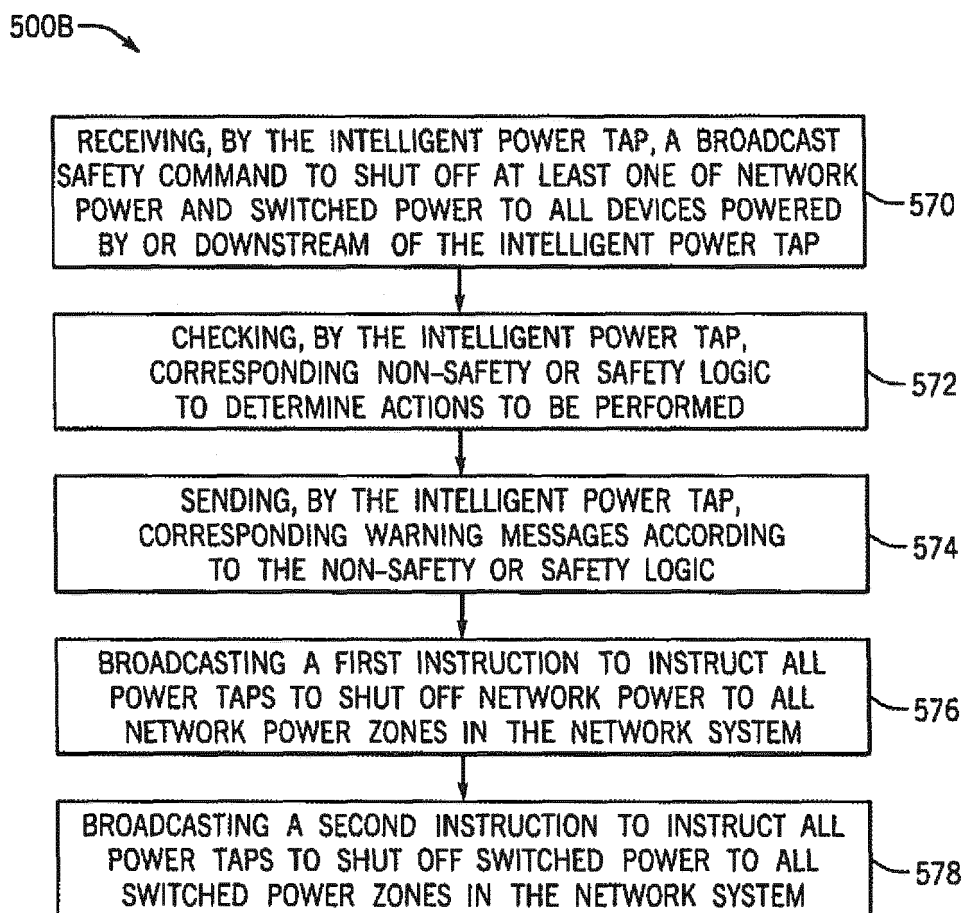 500B
RECEIVING, BY THE INTELLIGENT POWER TAP, A BROADCAST
SAFETY COMMAND TO SHUT OFF AT LEAST ONE OF NETWORK
POWER AND SWITCHED POWER TO ALL DEVICES POWERED
BY OR DOWNSTREAM OF THE INTELLIGENT POWER TAP
570
CHECKING, BY THE INTELLIGENT POWER TAP,
CORRESPONDING NON-SAFETY OR SAFETY LOGIC
TO DETERMINE ACTIONS TO BE PERFORMED
572
SENDING, BY THE INTELLIGENT POWER TAP,
CORRESPONDING WARNING MESSAGES ACCORDING
TO THE NON-SAFETY OR SAFETY LOGIC
574
BROADCASTING A FIRST INSTRUCTION TO INSTRUCT ALL
POWER TAPS TO SHUT OFF NETWORK POWER TO ALL
NETWORK POWER ZONES IN THE NETWORK SYSTEM
576
BROADCASTING A SECOND INSTRUCTION TO INSTRUCT ALL
POWER TAPS TO SHUT OFF SWITCHED POWER TO ALL
SWITCHED POWER ZONES IN THE NETWORK SYSTEM
578